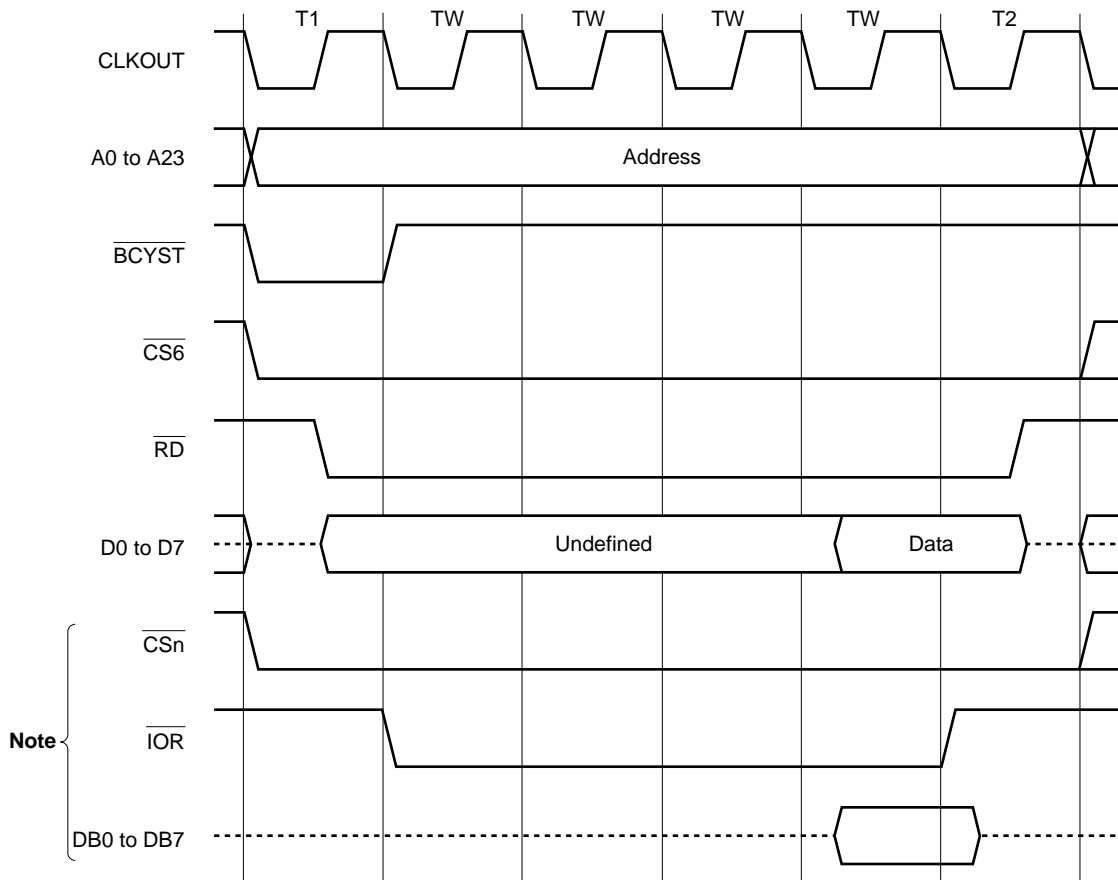 T1 TW TW TW TW T2
CLKOUT
A0 to A23
Address
BCYST
CS6
RD
D0 to D7
Undefined
Data
CSn
Note
IOR
DB0 to DB7